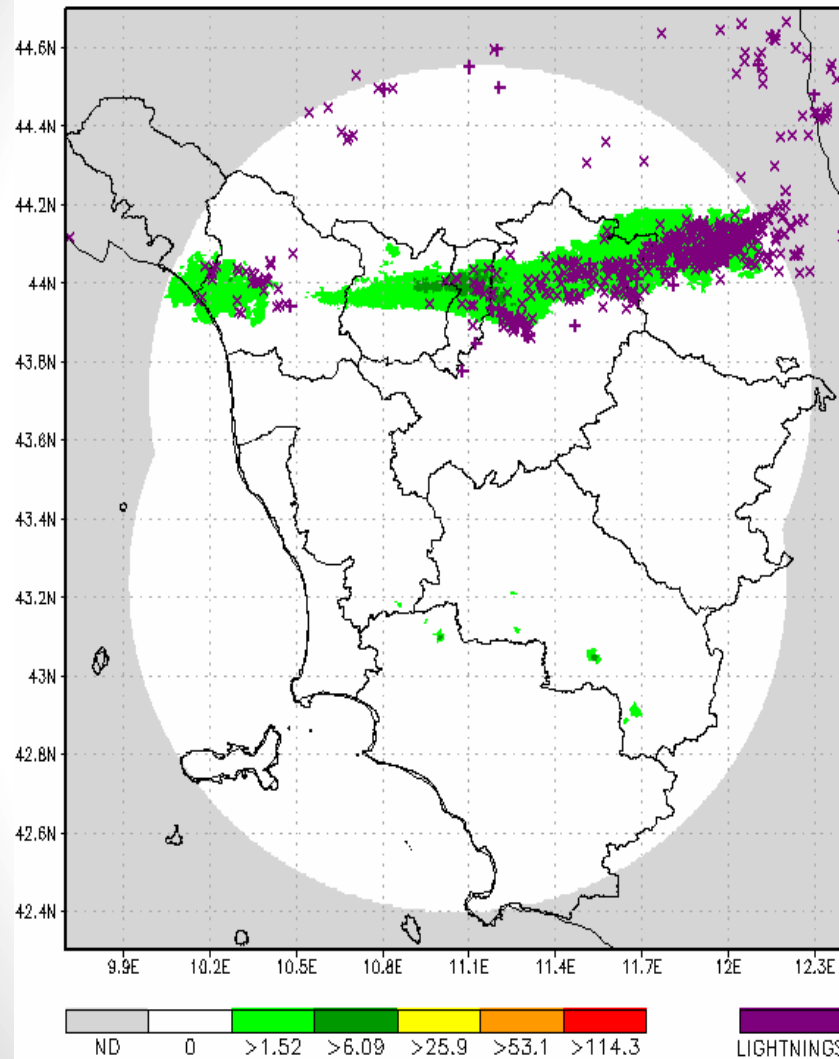 44.6N
44.4N
44.2N
44N
43.8N
43.6N
43.4N
43.2N
43N
42.8N
42.6N
42.4N
9.9E 10.2E 10.5E 10.8E 11.1E 11.4E 11.7E 12E 12.3E
ND 0 >1.52 >6.09 >25.9 >53.1 >114.3 LIGHTNINGS